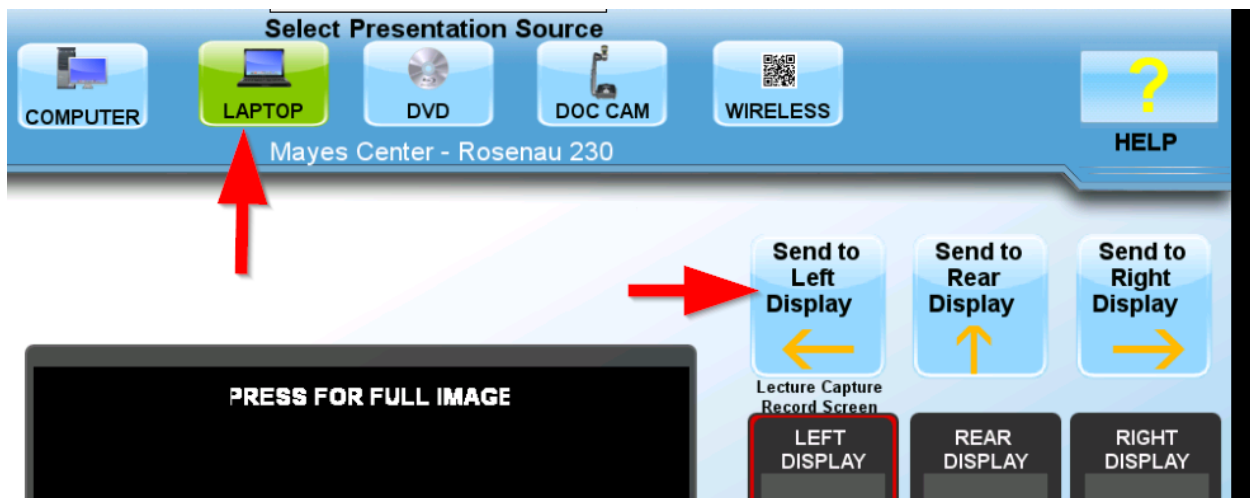 Select Presentation Source
COMPUTER
LAPTOP
DVD
DOC CAM
WIRELESS
?
HELP
Mayes Center - Rosenau 230
Send to
Left
Display
Send to
Rear
Display
Send to
Right
Display
Lecture Capture
Record Screen
PRESS FOR FULL IMAGE
LEFT
DISPLAY
REAR
DISPLAY
RIGHT
DISPLAY